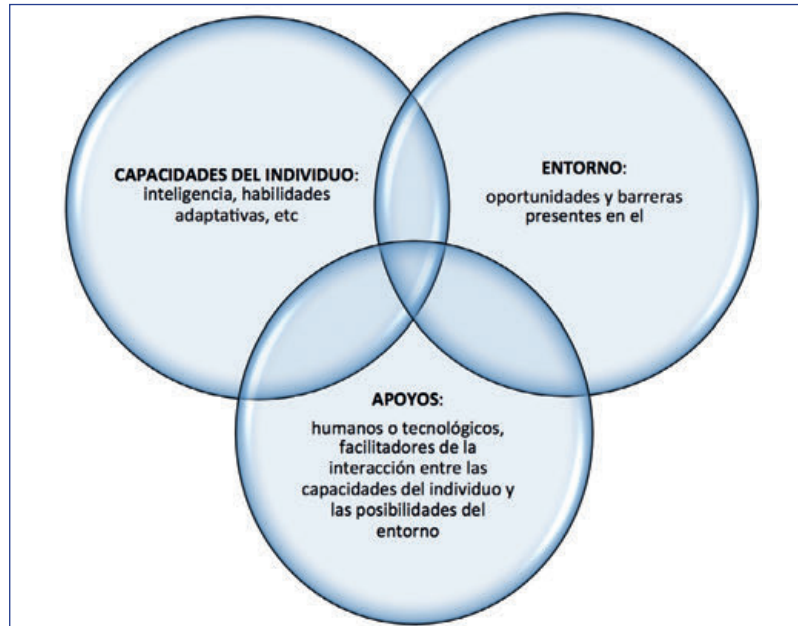 CAPACIDADES DEL INDIVIDUO:
inteligencia, habilidades
adaptativas, etc
ENTORNO:
oportunidades y barreras
presentes en el
APOYOS:
humanos o tecnológicos,
facilitadores de la
interacción entre las
capacidades del individuo y
las posibilidades del
entorno